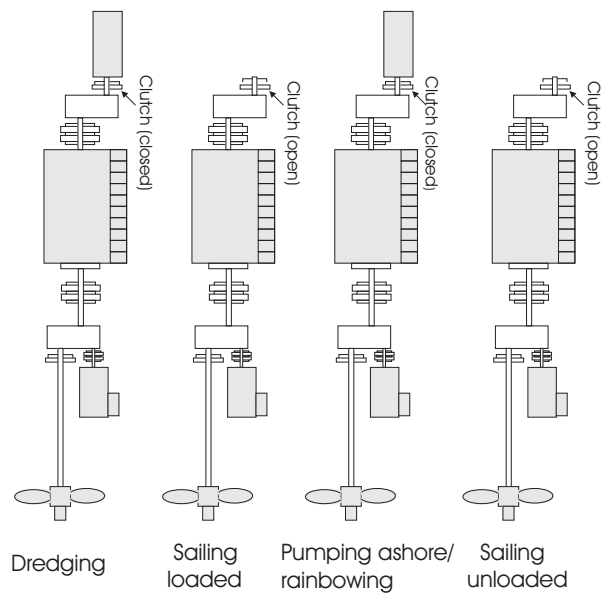 Clutch (closed)
Clutch (open)
Clutch (closed)
Clutch (open)
Dredging
Sailing
loaded
Pumping ashore/
rainbowing
Sailing
unloaded